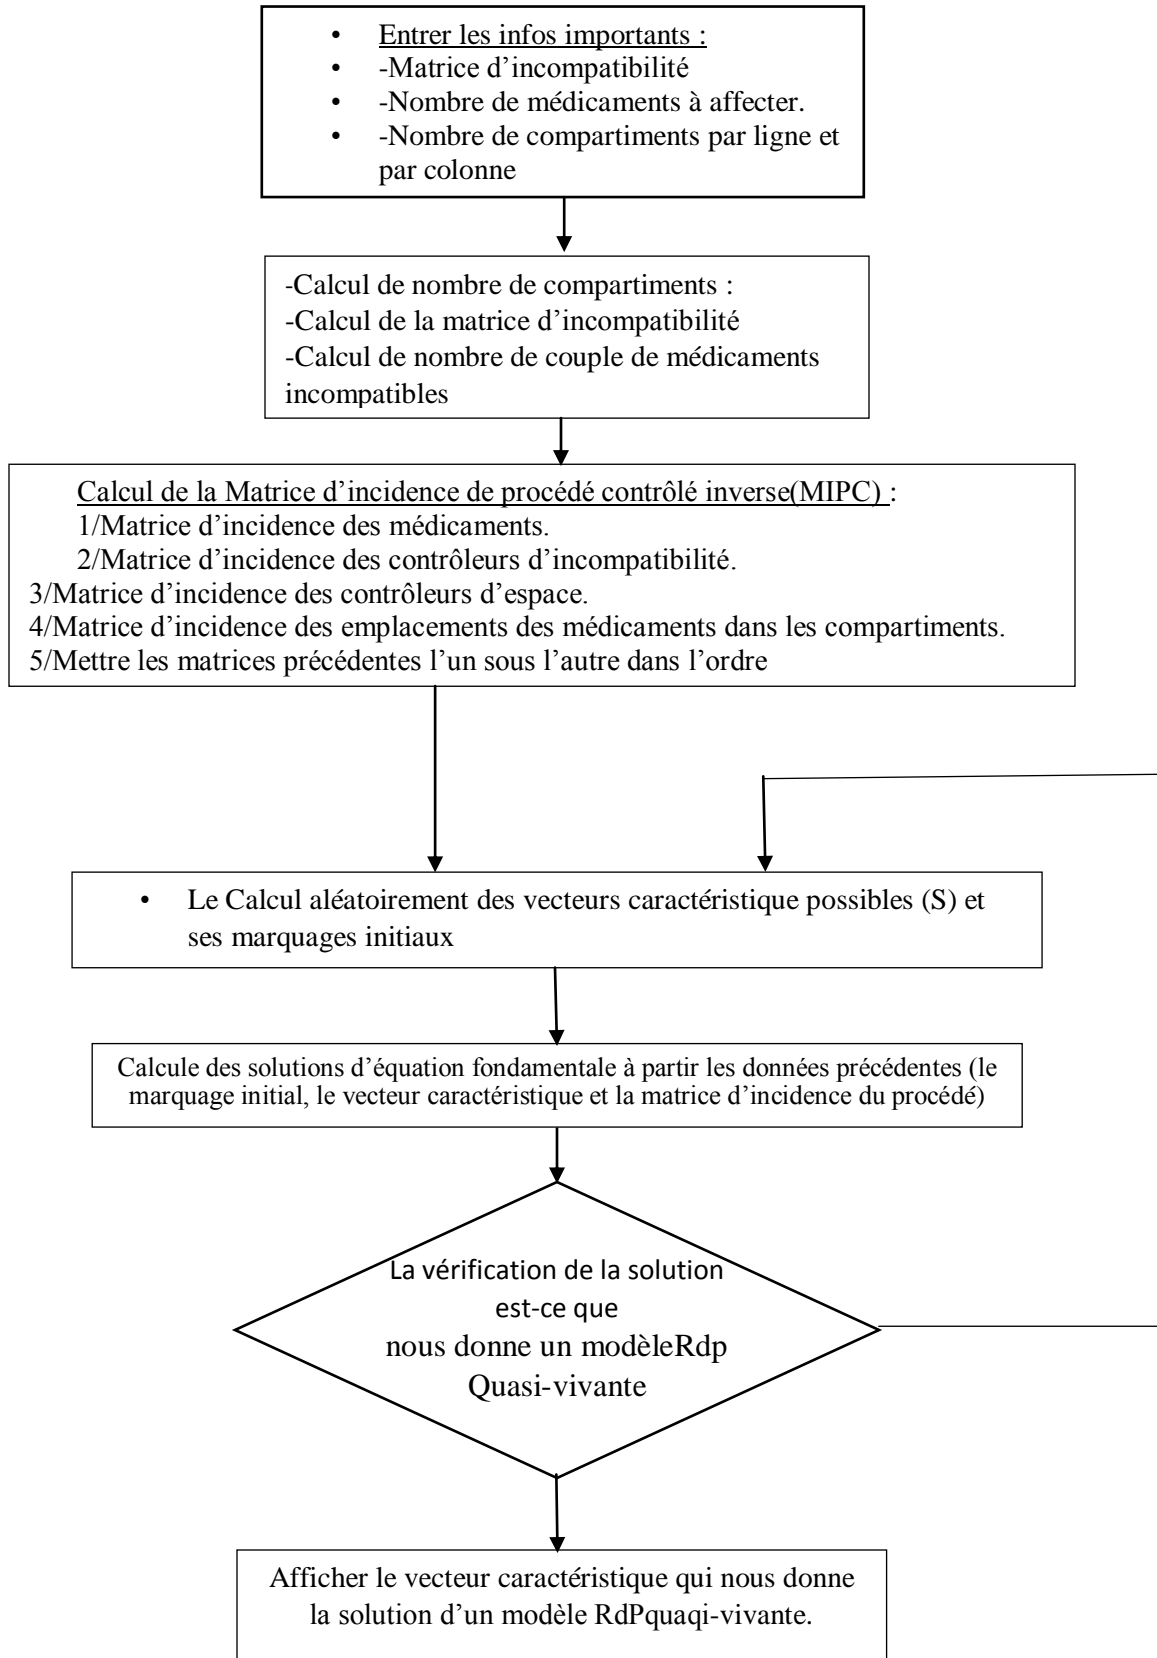 • Entrer les infos importants :
• -Matrice d’incompatibilité
• -Nombre de médicaments à affecter.
• -Nombre de compartiments par ligne et
par colonne
-Calcul de nombre de compartiments :
-Calcul de la matrice d’incompatibilité
-Calcul de nombre de couple de médicaments
incompatibles
Calcul de la Matrice d’incidence de procédé contrôlé inverse(MIPC) :
1/Matrice d’incidence des médicaments.
2/Matrice d’incidence des contrôleurs d’incompatibilité.
3/Matrice d’incidence des contrôleurs d’espace.
4/Matrice d’incidence des emplacements des médicaments dans les compartiments.
5/Mettre les matrices précédentes l’un sous l’autre dans l’ordre
• Le Calcul aléatoirement des vecteurs caractéristique possibles (S) et
ses marquages initiaux
Calcule des solutions d’équation fondamentale à partir les données précédentes (le
marquage initial, le vecteur caractéristique et la matrice d’incidence du procédé)
La vérification de la solution
est-ce que
nous donne un modèleRdp
Quasi-vivante
Afficher le vecteur caractéristique qui nous donne
la solution d’un modèle RdPquaqi-vivante.